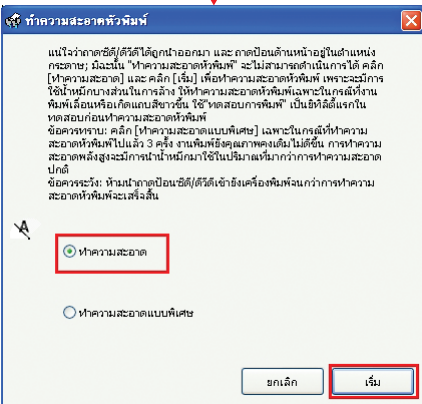 ทำความสะอาดหัวพิมพ์
แน่ใจว่าถาดซีดี/ดีวีดีได้ถูกนำออกมา และ ถาดป้อนด้านหน้าอยู่ในตำแหน่ง
กระดาษ; มิฉะนั้น "ทำความสะอาดหัวพิมพ์" จะไม่สามารถดำเนินการได้ คลิก
[ทำความสะอาด] และ คลิก [เริ่ม] เพื่อทำความสะอาดหัวพิมพ์ เพราะจะมีการ
ใช้น้ำหมึกบางส่วนในการล้าง ให้ทำความสะอาดหัวพิมพ์เฉพาะในกรณีที่งาน
พิมพ์เลือนหรือเกิดแถบสีขาวขึ้น ใช้"ทดสอบการพิมพ์" เป็นยิทิลิตี้แรกใน
ทดสอบก่อนทำความสะอาดหัวพิมพ์
ข้อควรทราบ: คลิก [ทำความสะอาดแบบพิเศษ] เฉพาะในกรณีที่ทำความ
สะอาดหัวพิมพ์ไปแล้ว 3 ครั้ง งานพิมพ์ยังคุณภาพคงเดิมไม่ดีขึ้น การทำความ
สะอาดพลังสูงจะมีการนำน้ำหมึกมาใช้ในปริมาณที่มากว่าการทำความสะอาด
ปกติ
ข้อควรระวัง: ห้ามนำถาดป้อนซีดี/ดีวีดีเข้ายังเครื่องพิมพ์จนกว่าการทำความ
สะอาดหัวพิมพ์จะเสร็จสิ้น
ทำความสะอาด
ทำความสะอาดแบบพิเศษ
ยกเลิก
เริ่ม